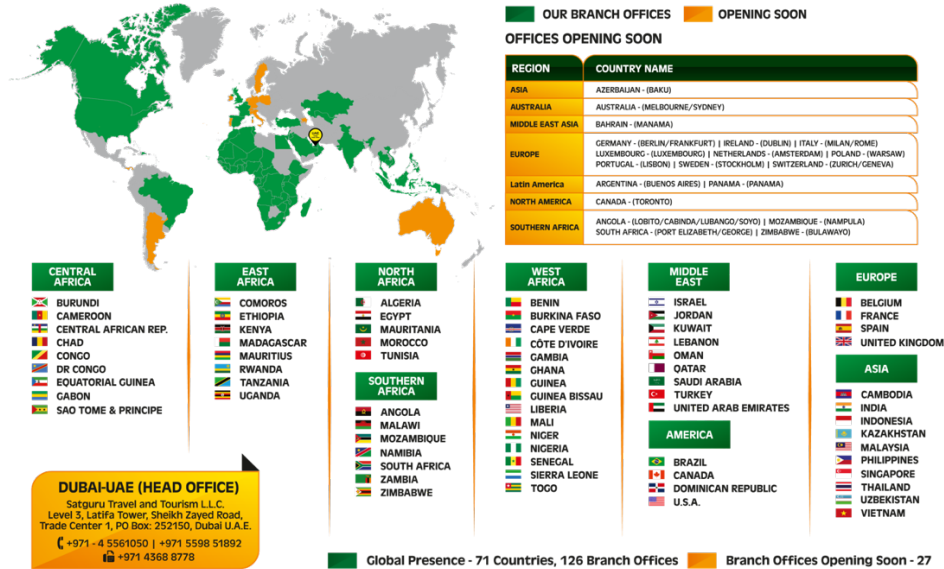 OUR BRANCH OFFICES
OPENING SOON
OFFICES OPENING SOON
REGION
COUNTRY NAME
ASIA
AZERBAIJAN - (BAKU)
AUSTRALIA
AUSTRALIA - (MELBOURNE/SYDNEY)
MIDDLE EAST ASIA
BAHRAIN - (MANAMA)
EUROPE
GERMANY - (BERLIN/FRANKFURT) | IRELAND - (DUBLIN) | ITALY - (MILAN/ROME)
LUXEMBOURG - (LUXEMBOURG) | NETHERLANDS - (AMSTERDAM) | POLAND - (WARSAW)
PORTUGAL - (LISBON) | SWEDEN - (STOCKHOLM) | SWITZERLAND - (ZURICH/GENEVA)
Latin America
ARGENTINA - (BUENOS AIRES) | PANAMA - (PANAMA)
NORTH AMERICA
CANADA - (TORONTO)
SOUTHERN AFRICA
ANGOLA - (LOBITO/CABINDA/LUBANGO/SOYO) | MOZAMBIQUE - (NAMPULA)
SOUTH AFRICA - (PORT ELIZABETH/GEORGE) | ZIMBABWE - (BULAWAYO)
CENTRAL
AFRICA
BURUNDI
CAMEROON
CENTRAL AFRICAN REP.
CHAD
CONGO
DR CONGO
EQUATORIAL GUINEA
GABON
SAO TOME & PRINCIPE
EAST
AFRICA
COMOROS
ETHIOPIA
KENYA
MADAGASCAR
MAURITIUS
RWANDA
TANZANIA
UGANDA
NORTH
AFRICA
ALGERIA
EGYPT
MAURITANIA
MOROCCO
TUNISIA
SOUTHERN
AFRICA
ANGOLA
MALAWI
MOZAMBIQUE
NAMIBIA
SOUTH AFRICA
ZAMBIA
ZIMBABWE
WEST
AFRICA
BENIN
BURKINA FASO
CAPE VERDE
CÔTE D'IVOIRE
GAMBIA
GHANA
GUINEA
GUINEA BISSAU
LIBERIA
MALI
NIGER
NIGERIA
SENEGAL
SIERRA LEONE
TOGO
MIDDLE
EAST
ISRAEL
JORDAN
KUWAIT
LEBANON
OMAN
QATAR
SAUDI ARABIA
TURKEY
UNITED ARAB EMIRATES
AMERICA
BRAZIL
CANADA
DOMINICAN REPUBLIC
U.S.A.
EUROPE
BELGIUM
FRANCE
SPAIN
UNITED KINGDOM
ASIA
CAMBODIA
INDIA
INDONESIA
KAZAKHSTAN
MALAYSIA
PHILIPPINES
SINGAPORE
THAILAND
UZBEKISTAN
VIETNAM
DUBAI-UAE (HEAD OFFICE)
Satguru Travel and Tourism L.L.C.
Level 3, Latifa Tower, Sheikh Zayed Road,
Trade Center 1, PO Box: 252150, Dubai U.A.E.
+971 - 4 5561050 | +971 5598 51892
+971 4368 8778
Global Presence - 71 Countries, 126 Branch Offices
Branch Offices Opening Soon - 27